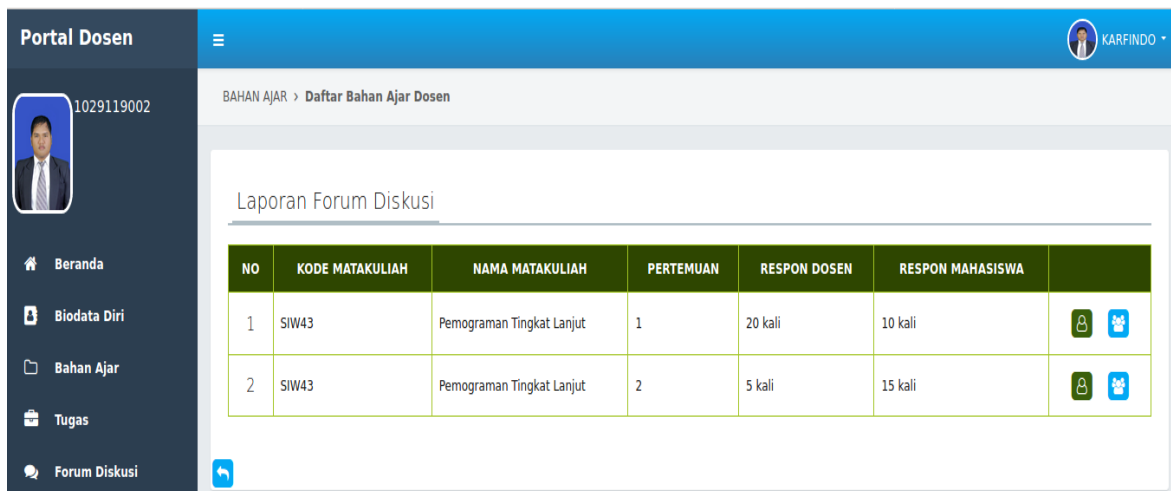 Portal Dosen
KARFINDO
1029119002
BAHAN AJAR > Daftar Bahan Ajar Dosen
Laporan Forum Diskusi
Beranda
Biodata Diri
Bahan Ajar
Tugas
Forum Diskusi
NO KODE MATAKULIAH NAMA MATAKULIAH PERTEMUAN RESPON DOSEN RESPON MAHASISWA
1 SIW43 Pemograman Tingkat Lanjut 1 20 kali 10 kali
2 SIW43 Pemograman Tingkat Lanjut 2 5 kali 15 kali